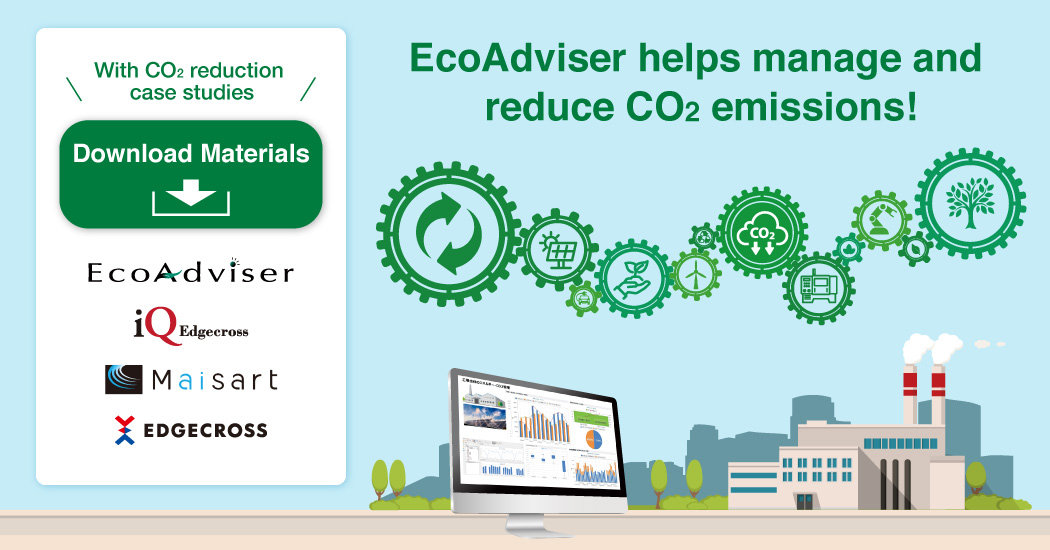 With CO₂ reduction
case studies
Download Materials
EcoAdviser
iQ Edgecross
Maisart
EDGECROSS
EcoAdviser helps manage and
reduce CO₂ emissions!
CO₂